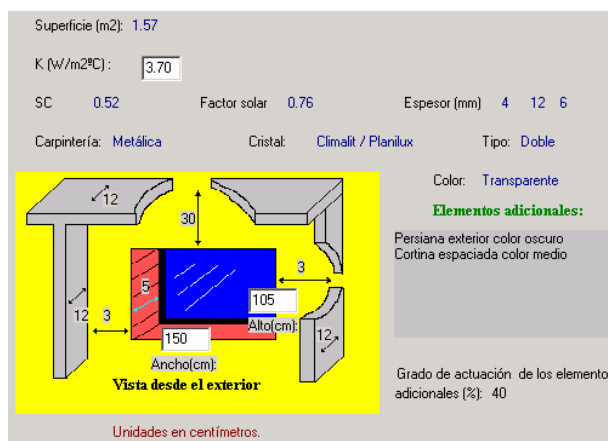 Superficie (m2): 1.57
K (W/m2ºC) : 3.70
SC 0.52 Factor solar 0.76 Espesor (mm) 4 12 6
Carpintería: Metálica Cristal: Climalit / Planilux Tipo: Doble
Color: Transparente
Elementos adicionales:
Persiana exterior color oscuro
Cortina espaciada color medio
12
30
3
5
105
12 3
Alto(cm):
150
12
Ancho(cm):
Vista desde el exterior
Grado de actuación de los elemento
adicionales (%): 40
Unidades en centímetros.